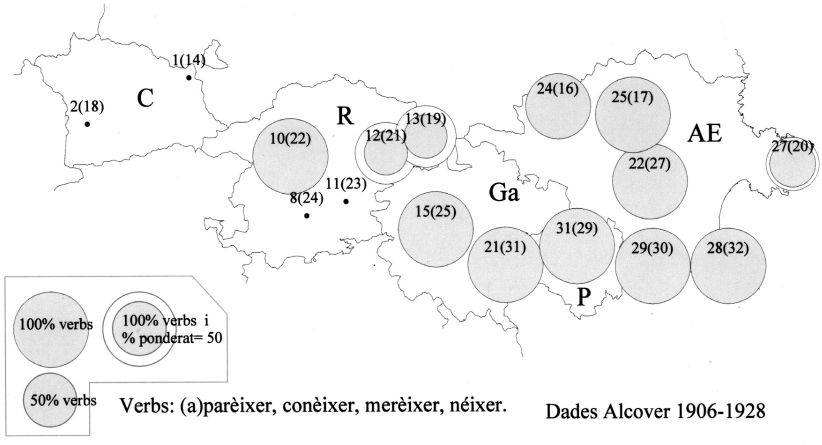 1(14)
2(18)
C
R
10(22)
12(21)
13(19)
11(23)
8(24)
24(16)
25(17)
AE
27(20)
22(27)
Ga
15(25)
21(31)
31(29)
29(30)
28(32)
P
100% verbs
100% verbs i
% ponderat= 50
50% verbs
Verbs: (a)parèixer, conèixer, merèixer, néixer.
Dades Alcover 1906-1928